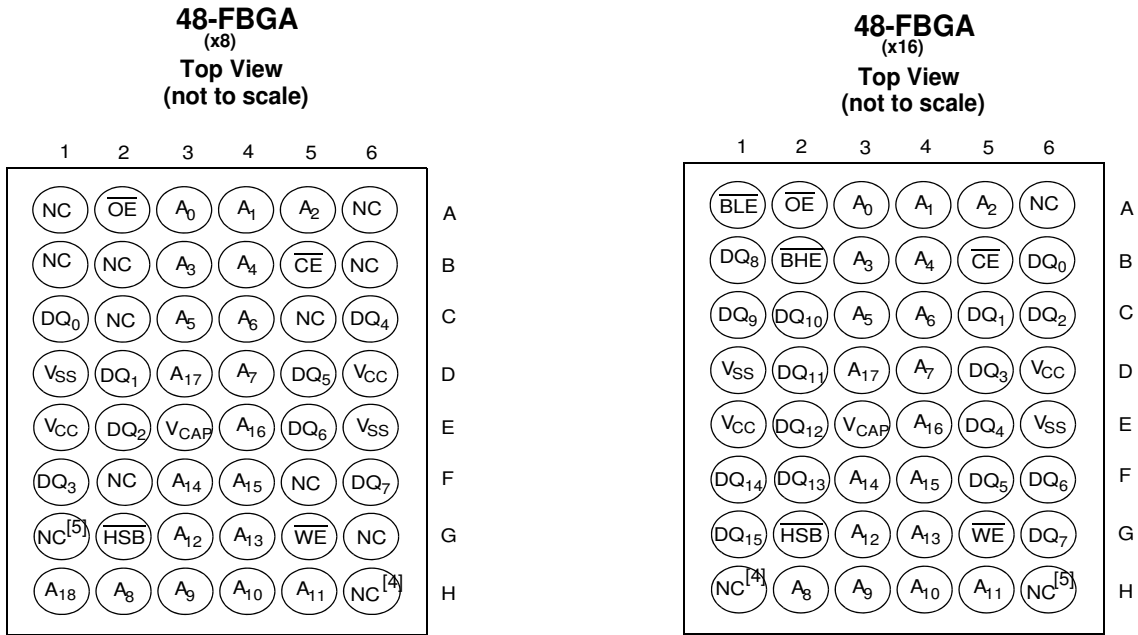 48-FBGA
(x8)
Top View
(not to scale)
1 2 3 4 5 6
NC OE A0 A1 A2 NC A
NC NC A3 A4 CE NC B
DQ0 NC A5 A6 NC DQ4 C
VSS DQ1 A17 A7 DQ5 VCC D
VCC DQ2 VCAP A16 DQ6 VSS E
DQ3 NC A14 A15 NC DQ7 F
NC[5] HSB A12 A13 WE NC G
A18 A8 A9 A10 A11 NC[4] H
48-FBGA
(x16)
Top View
(not to scale)
1 2 3 4 5 6
BLE OE A0 A1 A2 NC A
DQ8 BHE A3 A4 CE DQ0 B
DQ9 DQ10 A5 A6 DQ1 DQ2 C
VSS DQ11 A17 A7 DQ3 VCC D
VCC DQ12 VCAP A16 DQ4 VSS E
DQ14 DQ13 A14 A15 DQ5 DQ6 F
DQ15 HSB A12 A13 WE DQ7 G
NC[4] A8 A9 A10 A11 NC[5] H